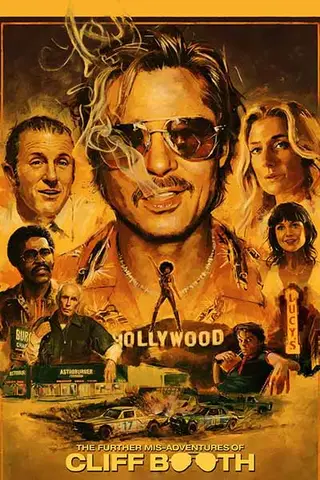 HOLLYWOOD
LUCY'S
ASTROBURGER
THE FURTHER MIS-ADVENTURES OF
CLIFF BOOTH